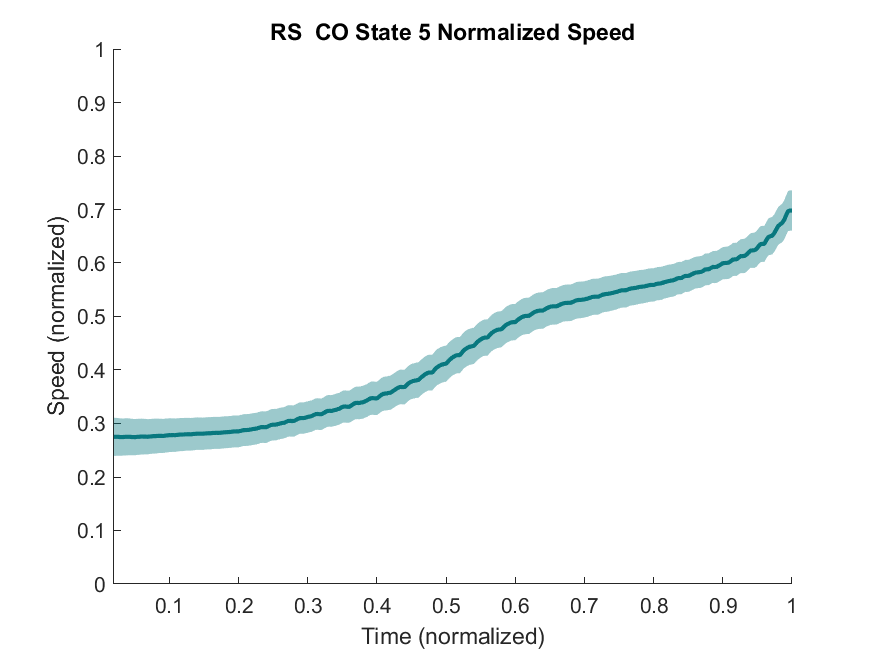 RS  CO State 5 Normalized Speed
1
0.9
0.8
0.7
0.6
0.5
0.4
0.3
0.2
0.1
0
Speed (normalized)
0.1 0.2 0.3 0.4 0.5 0.6 0.7 0.8 0.9 1
Time (normalized)